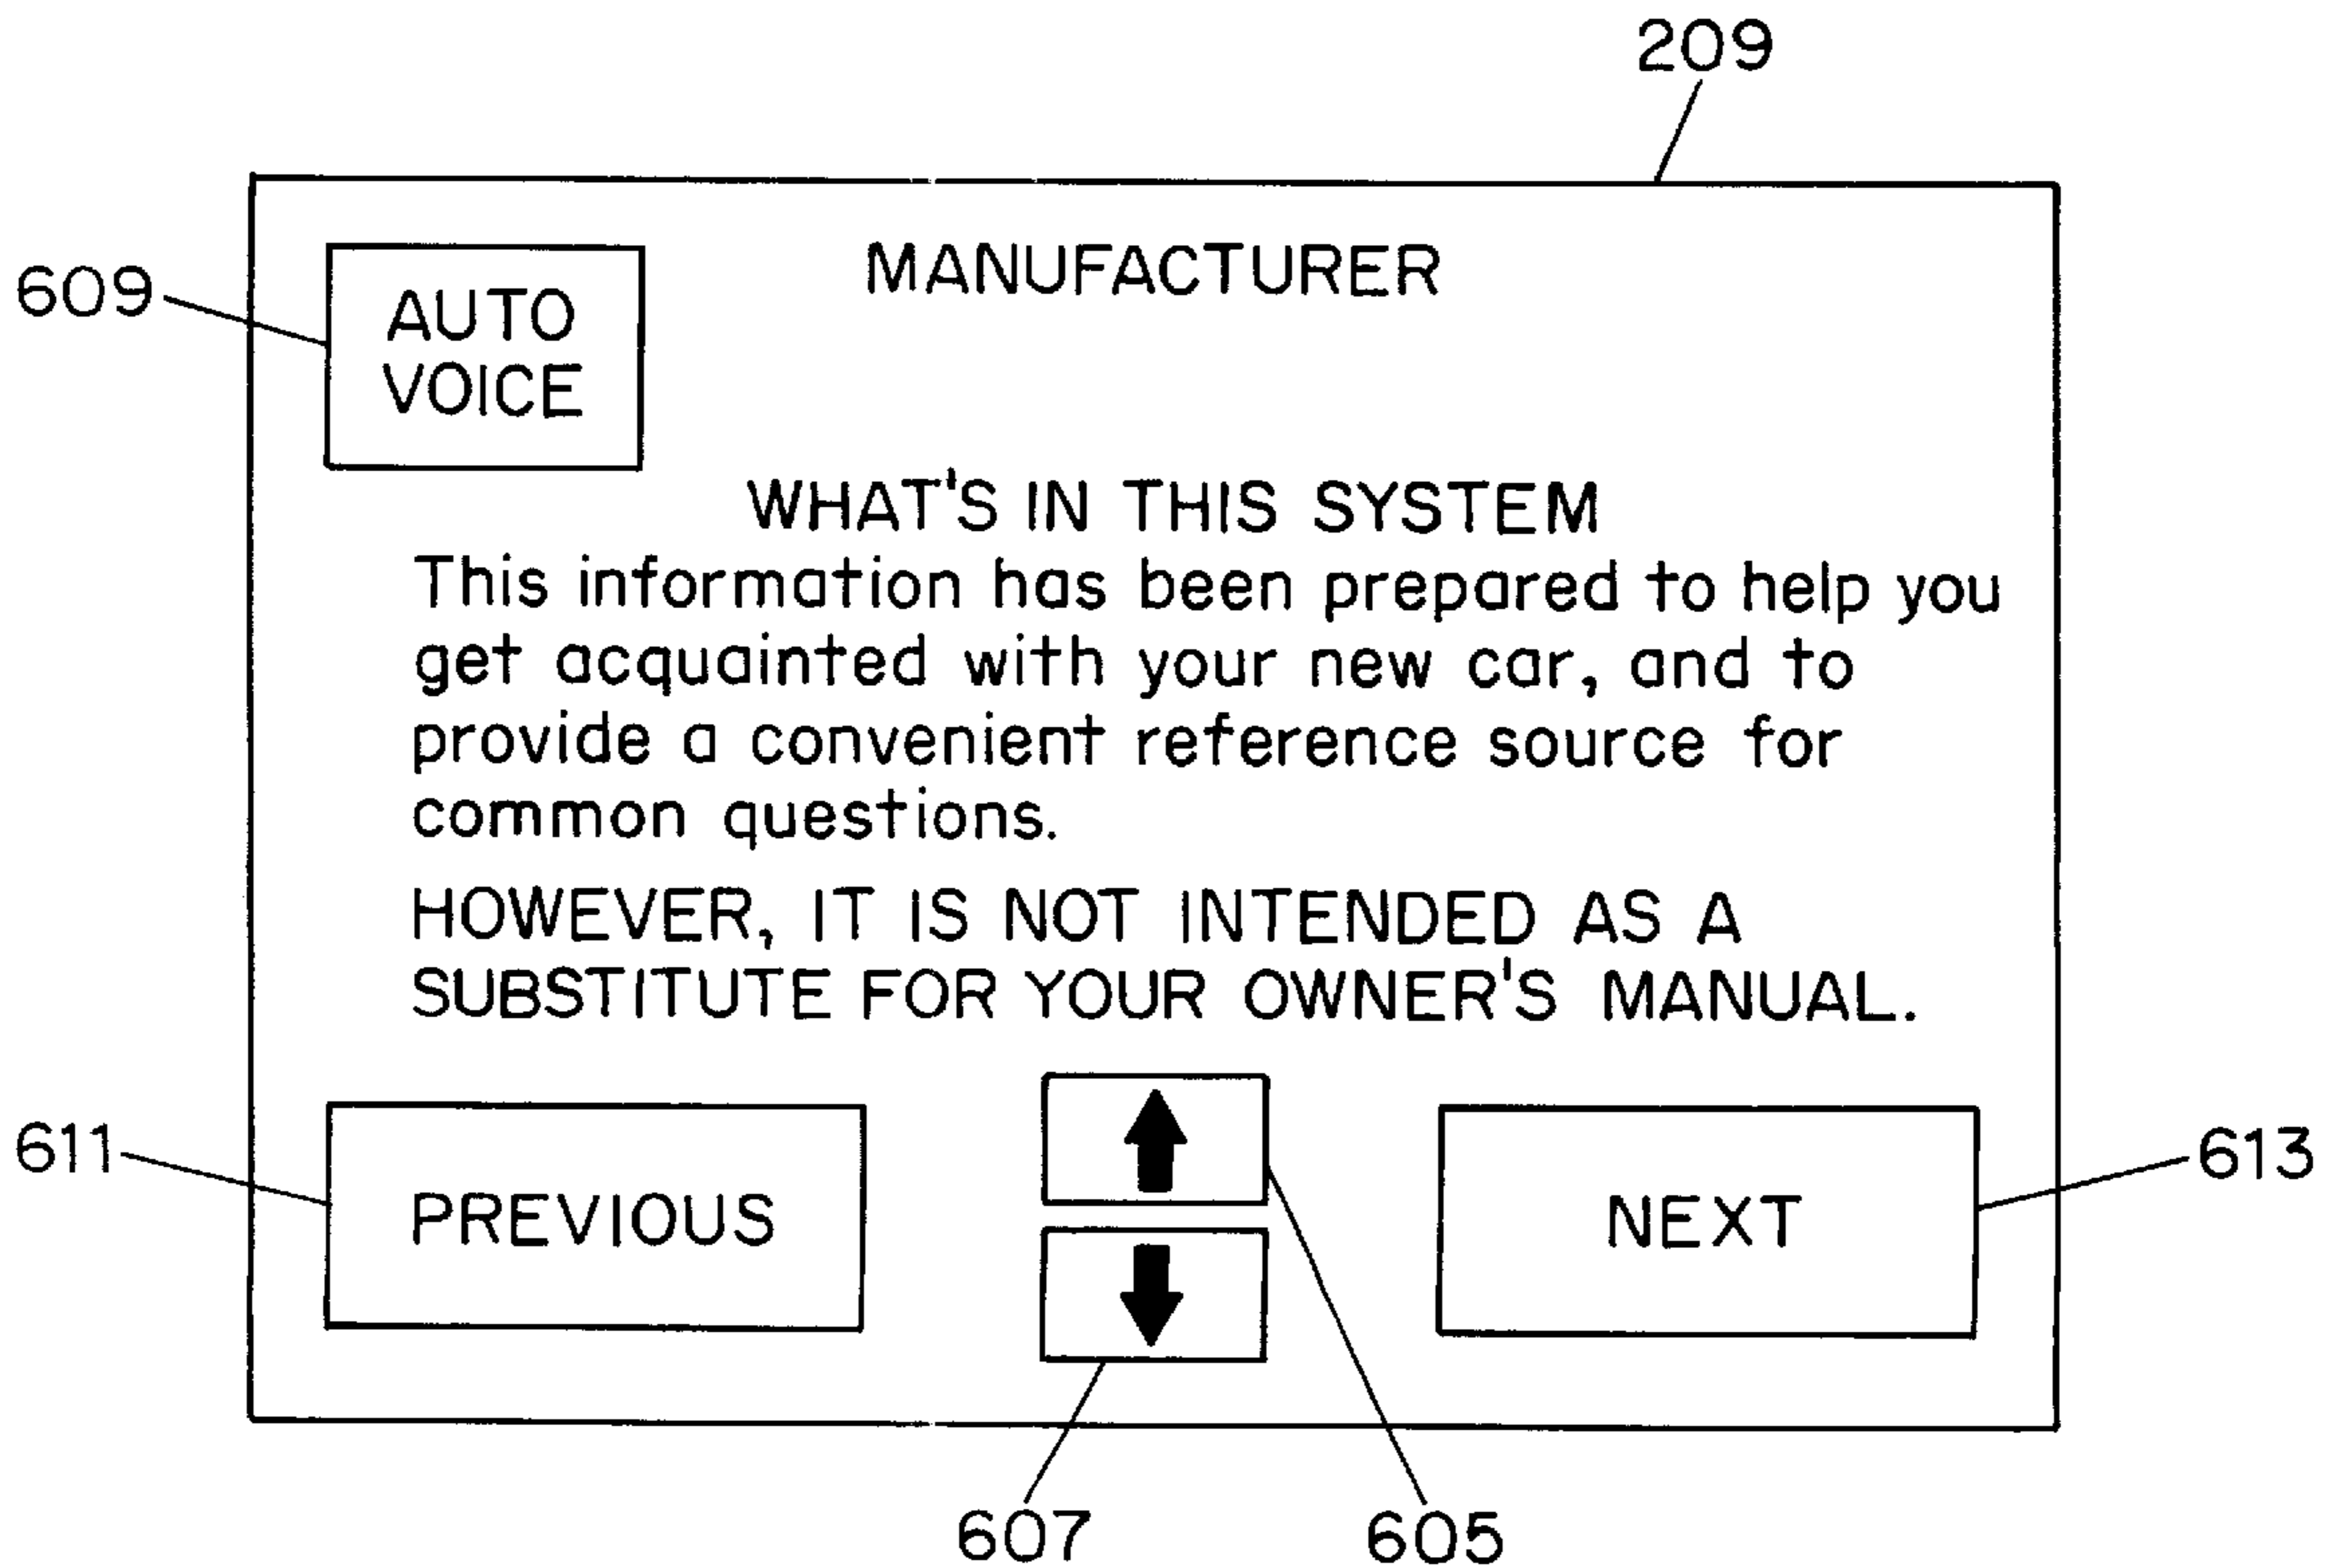 209
MANUFACTURER
609
AUTO
VOICE
WHAT'S IN THIS SYSTEM
This information has been prepared to help you
get acquainted with your new car, and to
provide a convenient reference source for
common questions.
HOWEVER, IT IS NOT INTENDED AS A
SUBSTITUTE FOR YOUR OWNER'S MANUAL.
611
PREVIOUS
NEXT
613
607
605